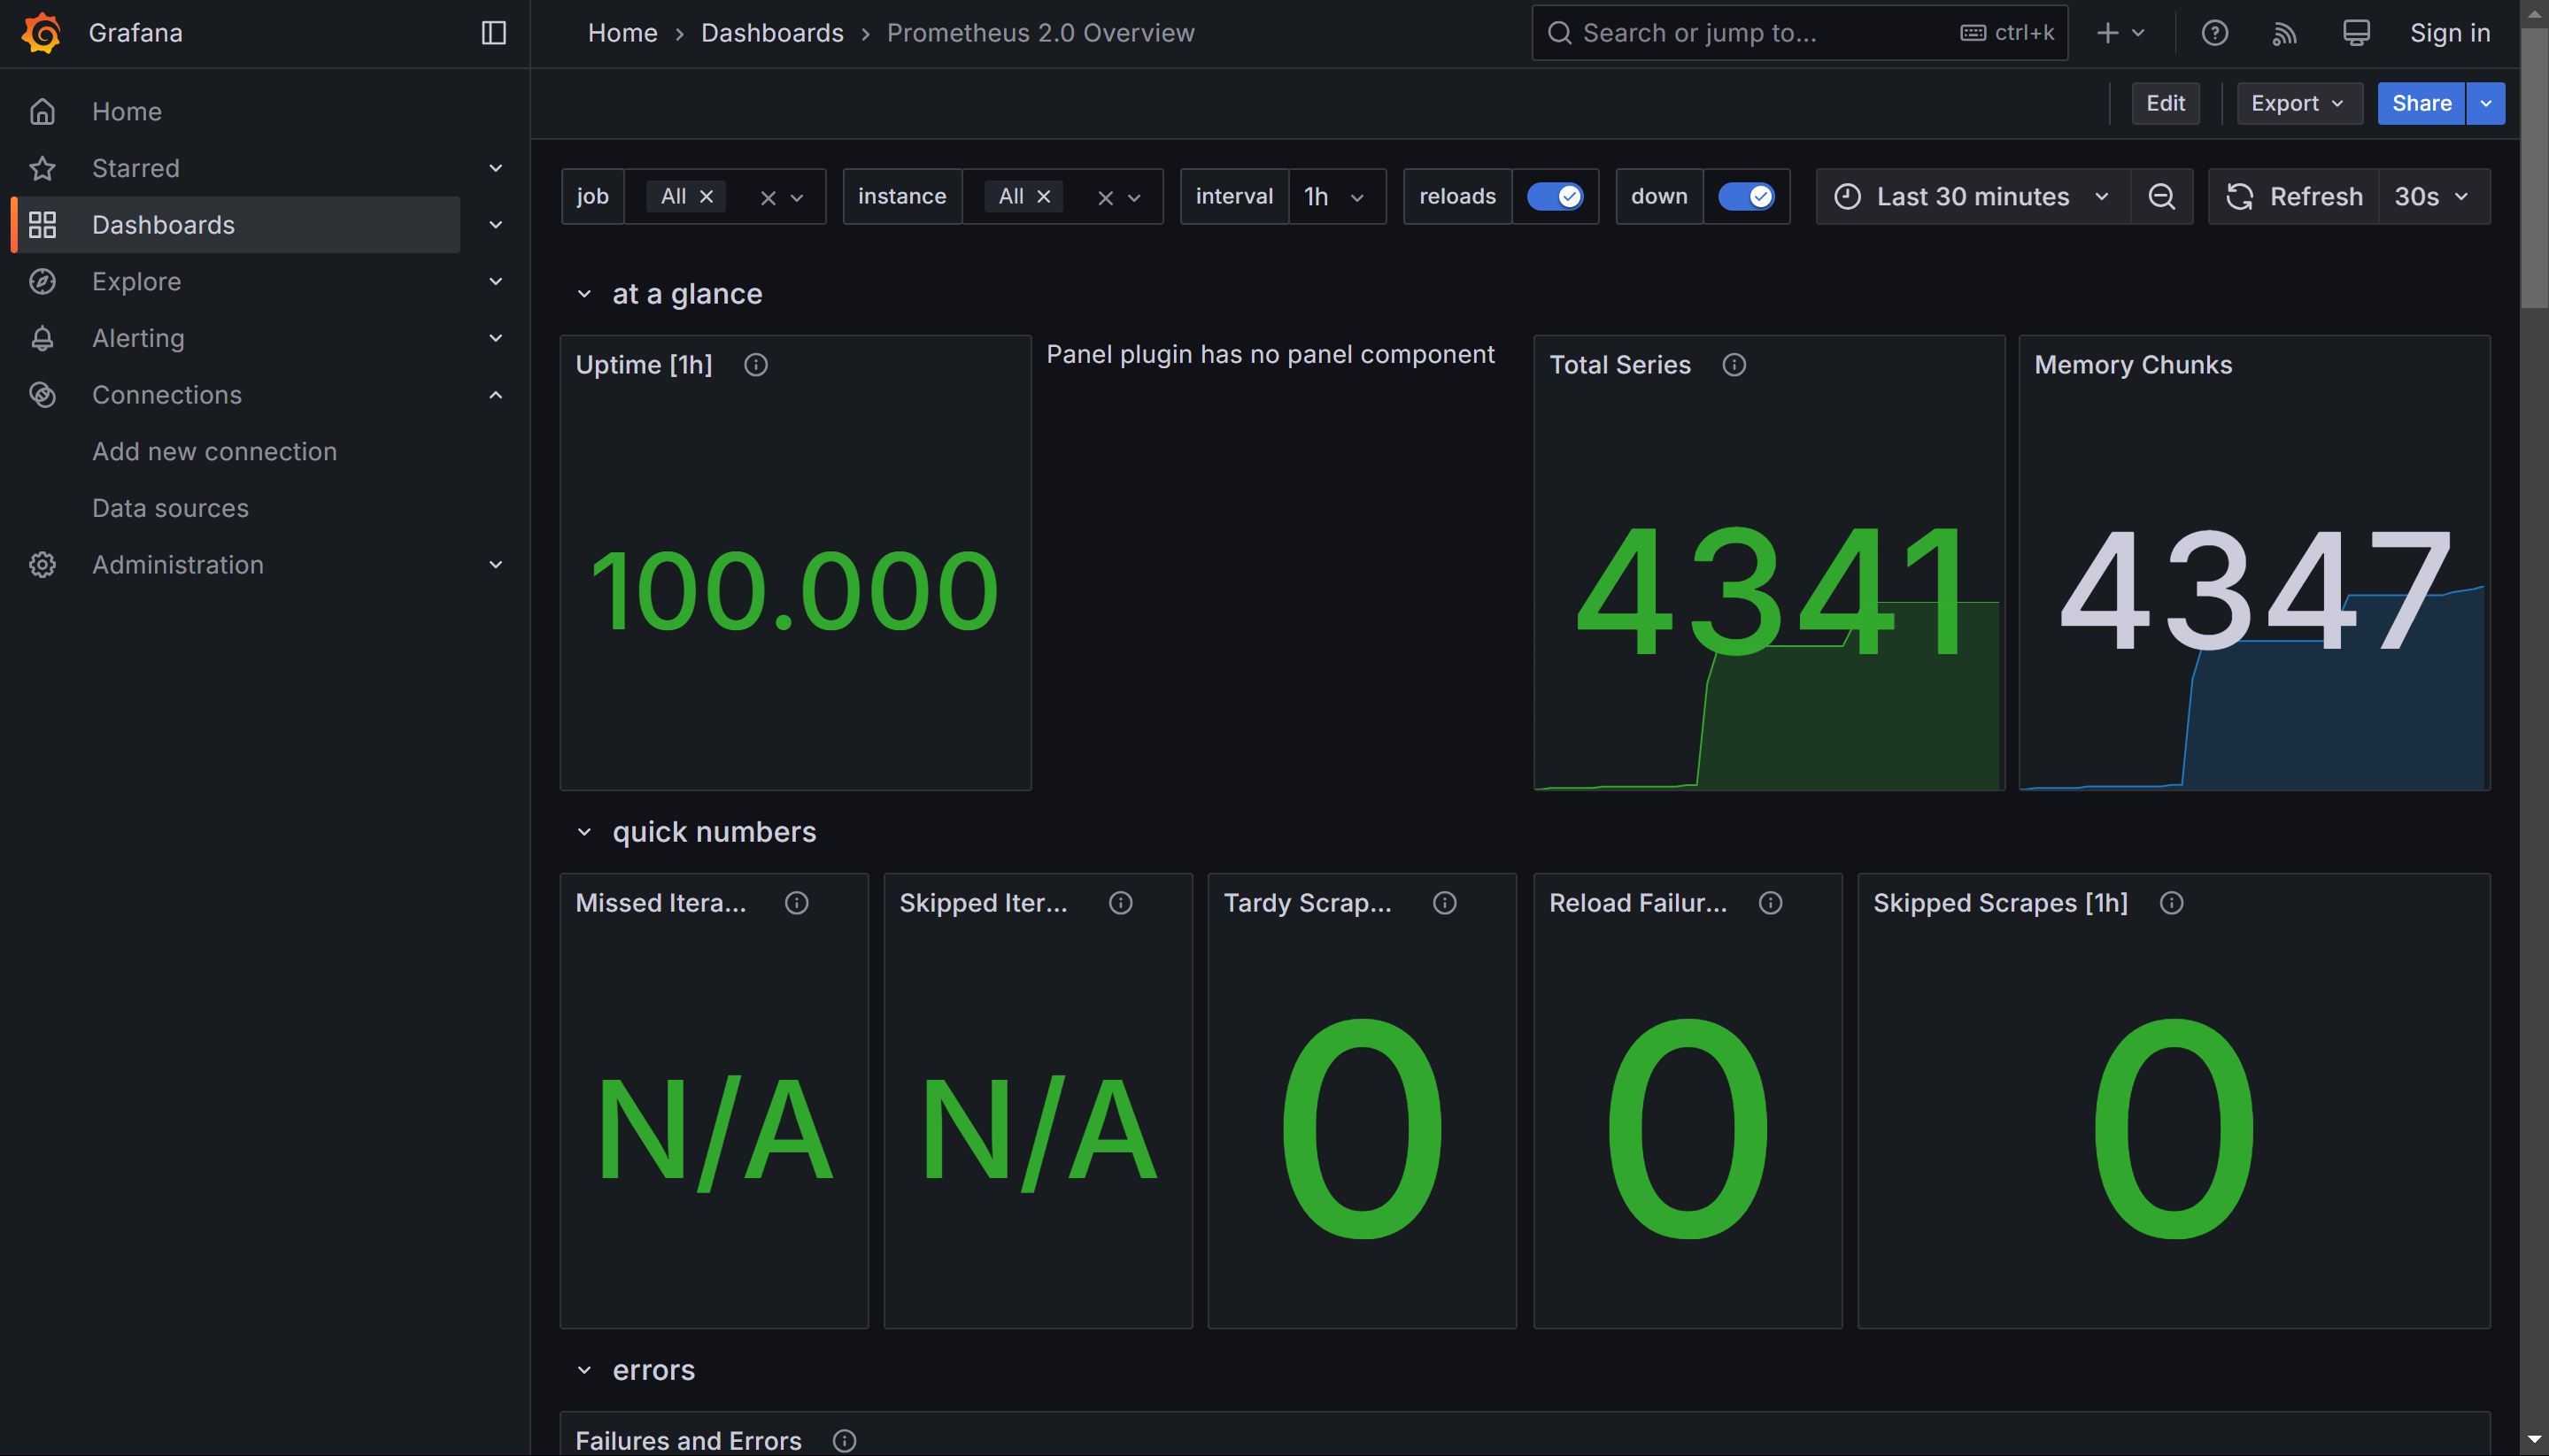 Grafana
Home › Dashboards › Prometheus 2.0 Overview
Search or jump to... ctrl+k
Sign in
Edit Export Share
Home
Starred
Dashboards
Explore
Alerting
Connections
Add new connection
Data sources
Administration
job All instance All interval 1h reloads down Last 30 minutes Refresh 30s
at a glance
Uptime [1h]
100.000
Panel plugin has no panel component
Total Series
4341
Memory Chunks
4347
quick numbers
Missed Itera...
N/A
Skipped Iter...
N/A
Tardy Scrap...
0
Reload Failur...
0
Skipped Scrapes [1h]
0
errors
Failures and Errors